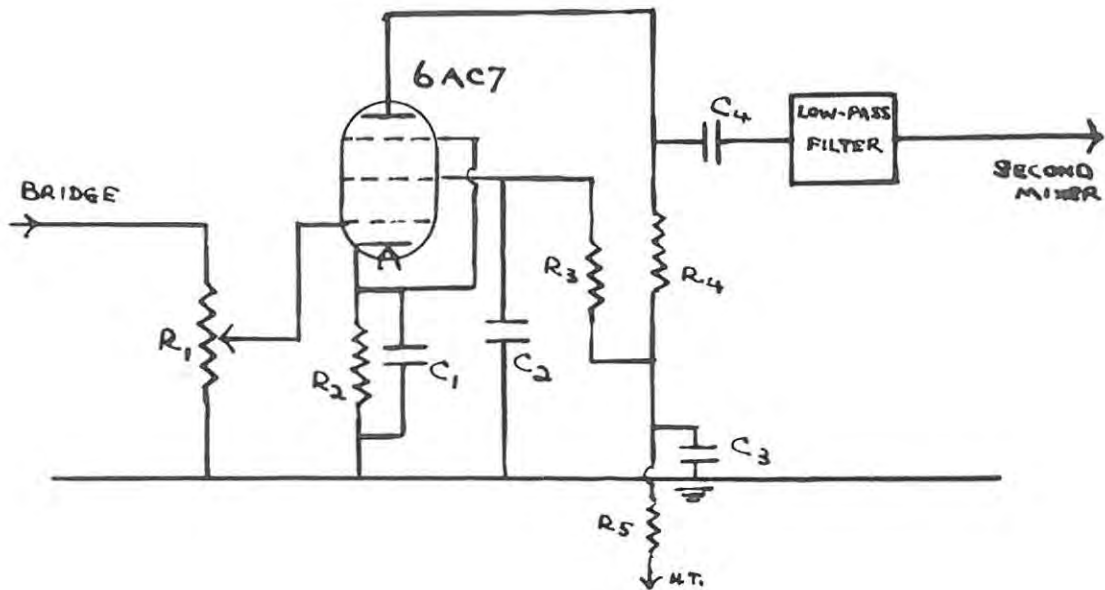 6AC7
BRIDGE
C4
LOW-PASS
FILTER
SECOND
MIXER
R1
R2
C1
C2
R3
R4
C3
R5
H.T.